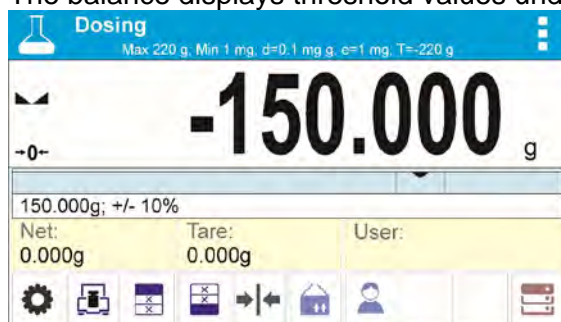 The balance displays threshold values und
Dosing
Max 220 g; Min 1 mg, d=0.1 mg g, e=1 mg, T=-220 g
-150.000 g
→0←
150.000g; +/- 10%
Net: Tare: User:
0.000g 0.000g